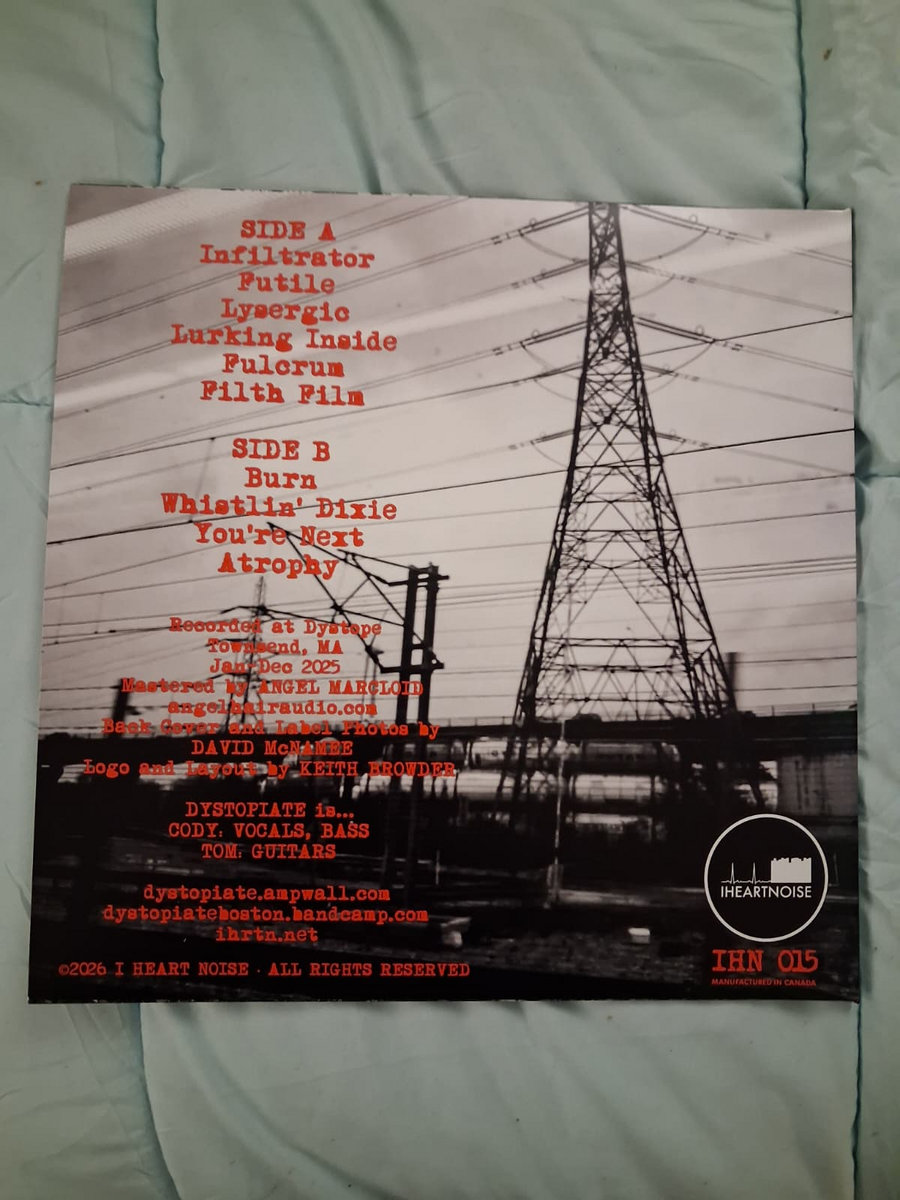 SIDE A
Infiltrator
Futile
Lysergic
Lurking Inside
Fulcrum
Filth Film
SIDE B
Burn
Whistlin' Dixie
You're Next
Atrophy
Recorded at Dystope
Townsend, MA
Jan-Dec 2025
Mastered by ANGEL MARCLOID
angelhairaudio.com
Back Cover and Label Photos by
DAVID McNAMEE
Logo and Layout by KEITH BROWDER
DYSTOPIATE is...
CODY: VOCALS, BASS
TOM: GUITARS
dystopiate.ampwall.com
dystopiateboston.bandcamp.com
ihrtn.net
©2026 I HEART NOISE · ALL RIGHTS RESERVED
IHEARTNOISE
IHN 015
MANUFACTURED IN CANADA